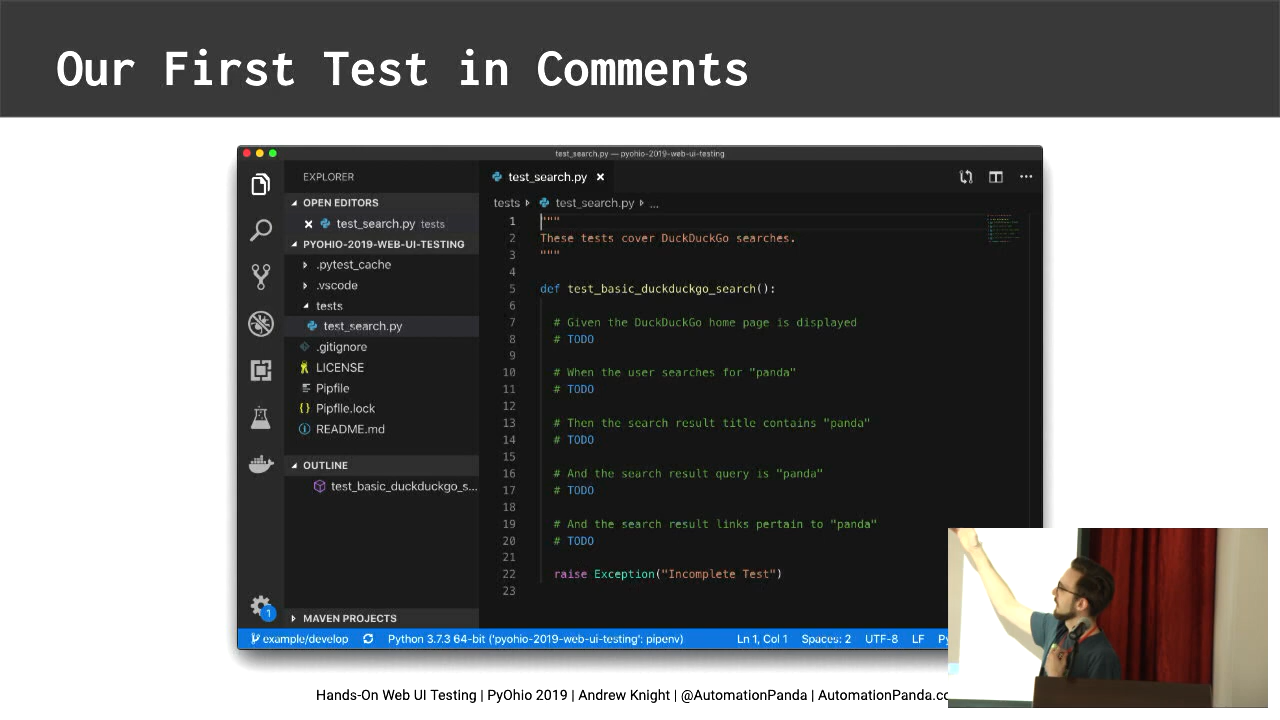 Our First Test in Comments
test_search.py — pyohio-2019-web-ui-testing
EXPLORER
OPEN EDITORS
test_search.py tests
PYOHIO-2019-WEB-UI-TESTING
.pytest_cache
.vscode
tests
test_search.py
.gitignore
LICENSE
Pipfile
Pipfile.lock
README.md
OUTLINE
test_basic_duckduckgo_s...
MAVEN PROJECTS
test_search.py
tests test_search.py ...
1 """
2 These tests cover DuckDuckGo searches.
3 """
4
5 def test_basic_duckduckgo_search():
6
7 # Given the DuckDuckGo home page is displayed
8 # TODO
9
10 # When the user searches for "panda"
11 # TODO
12
13 # Then the search result title contains "panda"
14 # TODO
15
16 # And the search result query is "panda"
17 # TODO
18
19 # And the search result links pertain to "panda"
20 # TODO
21
22 raise Exception("Incomplete Test")
23
1
example/develop Python 3.7.3 64-bit ('pyohio-2019-web-ui-testing': pipenv) Ln 1, Col 1 Spaces: 2 UTF-8 LF Py
Hands-On Web UI Testing | PyOhio 2019 | Andrew Knight | @AutomationPanda | AutomationPanda.co